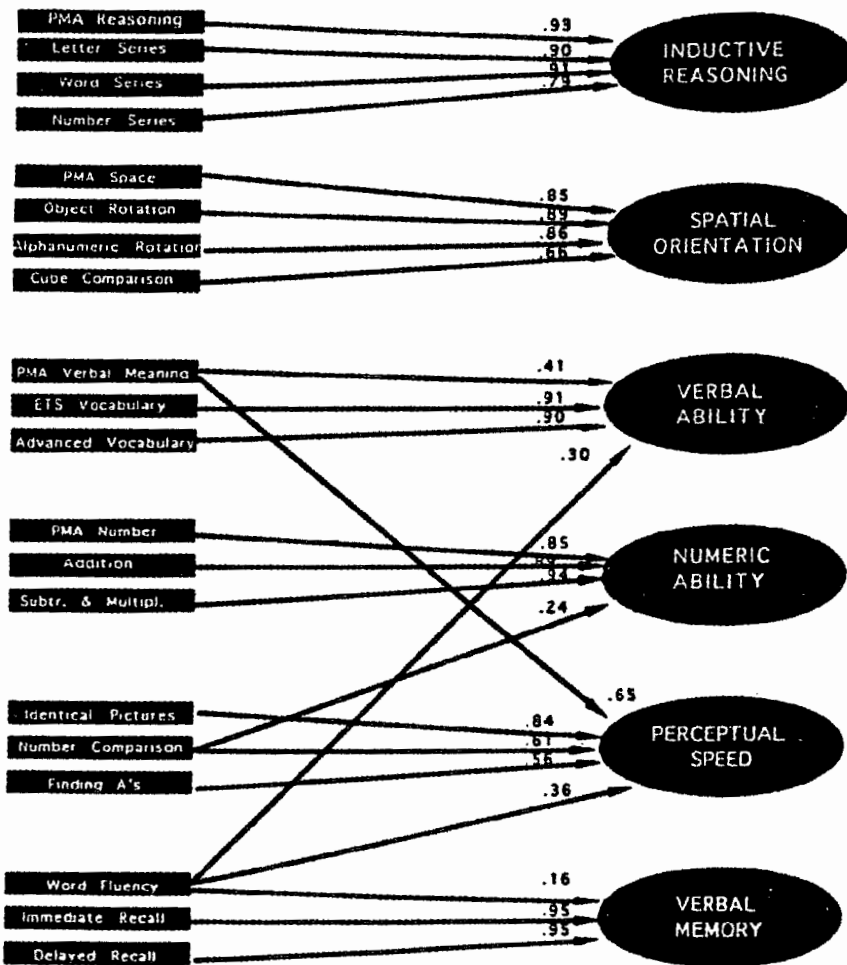 PMA Reasoning
Letter Series
Word Series
Number Series
.93
.90
.91
.79
INDUCTIVE
REASONING
PMA Space
Object Rotation
Alphanumeric Rotation
Cube Comparison
.85
.89
.86
.66
SPATIAL
ORIENTATION
PMA Verbal Meaning
ETS Vocabulary
Advanced Vocabulary
.41
.91
.90
.30
VERBAL
ABILITY
PMA Number
Addition
Subtr. & Multipl.
.85
.94
.24
NUMERIC
ABILITY
Identical Pictures
Number Comparison
Finding A's
.65
.84
.61
.56
.36
PERCEPTUAL
SPEED
Word Fluency
Immediate Recall
Delayed Recall
.16
.95
.95
VERBAL
MEMORY